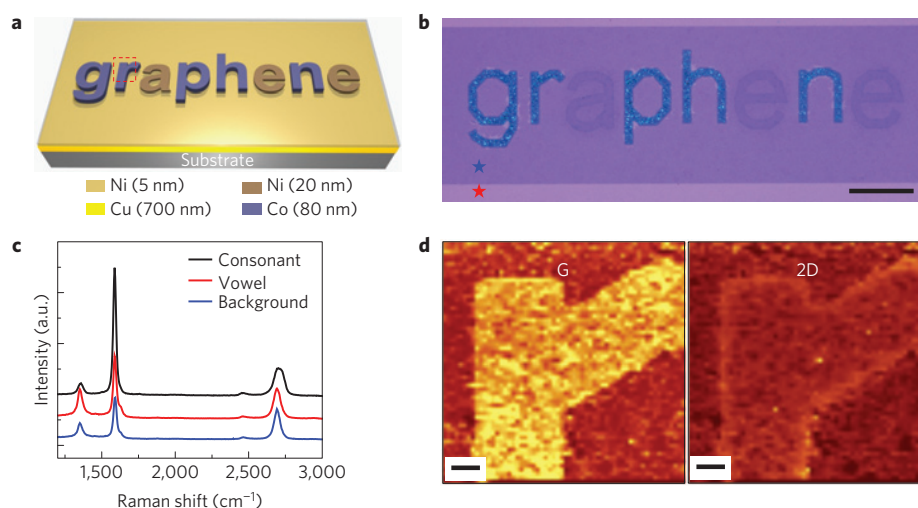 a
graphene
Substrate
Ni (5 nm)
Ni (20 nm)
Cu (700 nm)
Co (80 nm)
b
graphene
c
Consonant
Vowel
Background
Intensity (a.u.)
1,500
2,000
2,500
3,000
Raman shift (cm⁻¹)
d
G
2D